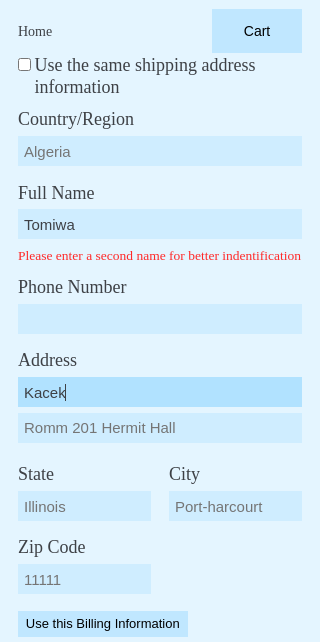 Home
Cart
Use the same shipping address
information
Country/Region
Algeria
Full Name
Tomiwa
Please enter a second name for better indentification
Phone Number
Address
Kacek
Romm 201 Hermit Hall
State City
Illinois Port-harcourt
Zip Code
11111
Use this Billing Information